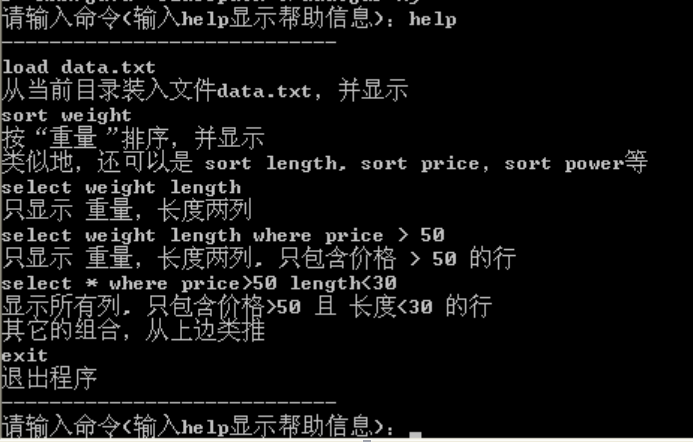 请输入命令(输入help显示帮助信息): help
----------------------------
load data.txt
从当前目录装入文件data.txt, 并显示
sort weight
按“重量”排序，并显示
类似地，还可以是 sort length, sort price, sort power等
select weight length
只显示 重量，长度两列
select weight length where price > 50
只显示 重量，长度两列, 只包含价格 > 50 的行
select * where price>50 length<30
显示所有列, 只包含价格>50 且 长度<30 的行
其它的组合，从上边类推
exit
退出程序
----------------------------
请输入命令(输入help显示帮助信息):